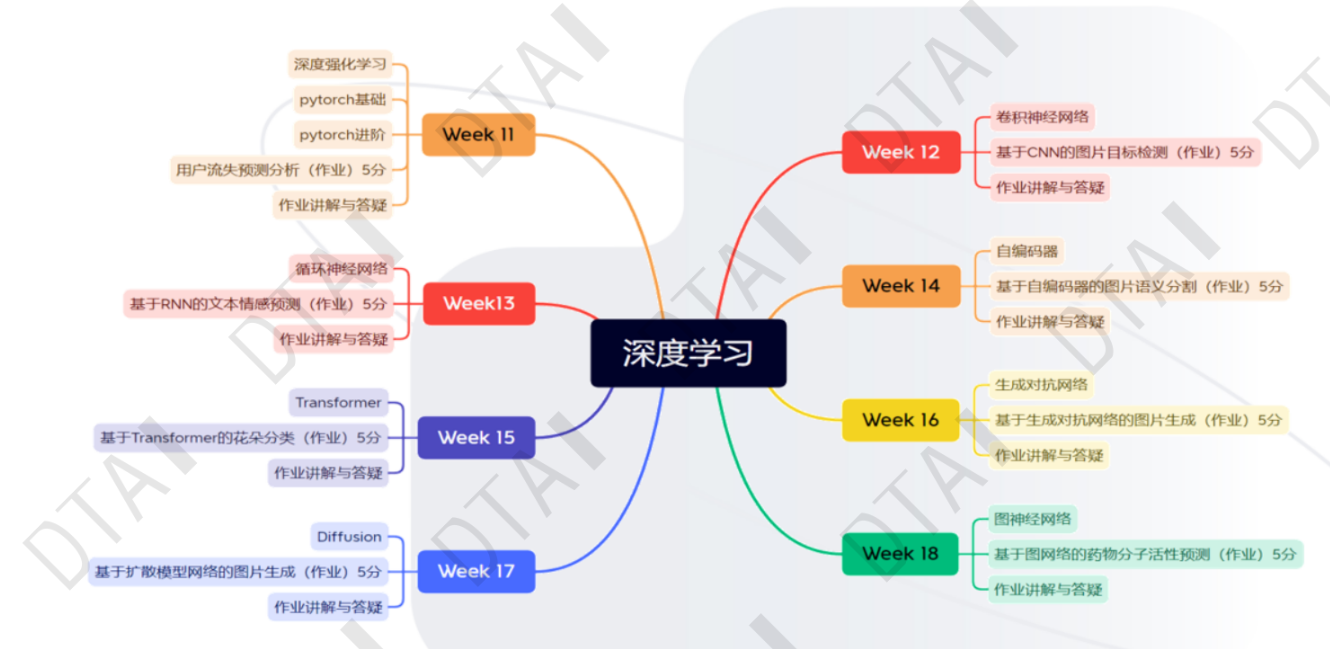 深度学习
Week 11
深度强化学习
pytorch基础
pytorch进阶
用户流失预测分析（作业）5分
作业讲解与答疑
Week 12
卷积神经网络
基于CNN的图片目标检测（作业）5分
作业讲解与答疑
Week13
循环神经网络
基于RNN的文本情感预测（作业）5分
作业讲解与答疑
Week 14
自编码器
基于自编码器的图片语义分割（作业）5分
作业讲解与答疑
Week 15
Transformer
基于Transformer的花朵分类（作业）5分
作业讲解与答疑
Week 16
生成对抗网络
基于生成对抗网络的图片生成（作业）5分
作业讲解与答疑
Week 17
Diffusion
基于扩散模型网络的图片生成（作业）5分
作业讲解与答疑
Week 18
图神经网络
基于图网络的药物分子活性预测（作业）5分
作业讲解与答疑
DTAI
DTAI
DTAI
DTAI
DTAI
DTAI
DTAI
DTAI
DT